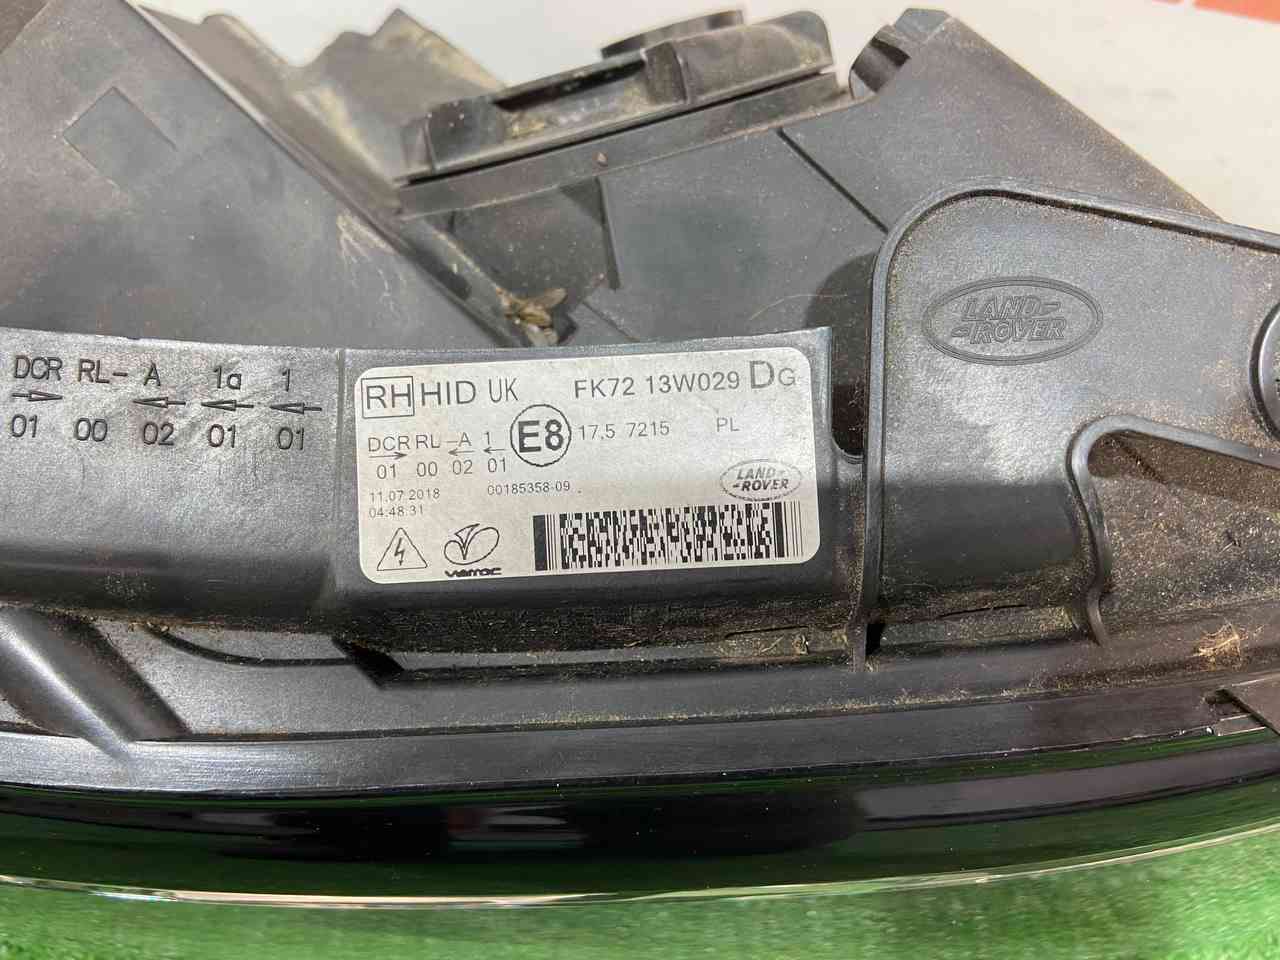 DCR RL- A 1a 1
01 00 02 01 01
RH HID UK FK72 13W029 DG
DCR RL -A 1 E8 17,5 7215 PL
01 00 02 01
11.07.2018 00185358-09
04:48:31
LAND-
-ROVER
varroc
LAND-
-ROVER